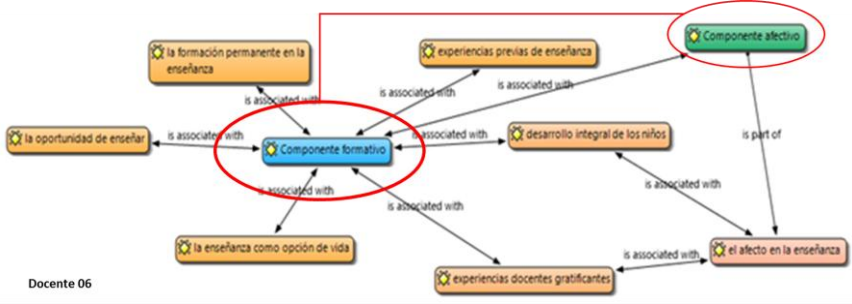 Componente afectivo
la formación permanente en la
enseñanza
experiencias previas de enseñanza
is associated with
is associated with
is associated with
la oportunidad de enseñar
is associated with
Componente formativo
is associated with
desarrollo integral de los niños
is part of
is associated with
is associated with
is associated with
la enseñanza como opción de vida
is associated with
el afecto en la enseñanza
experiencias docentes gratificantes
Docente 06